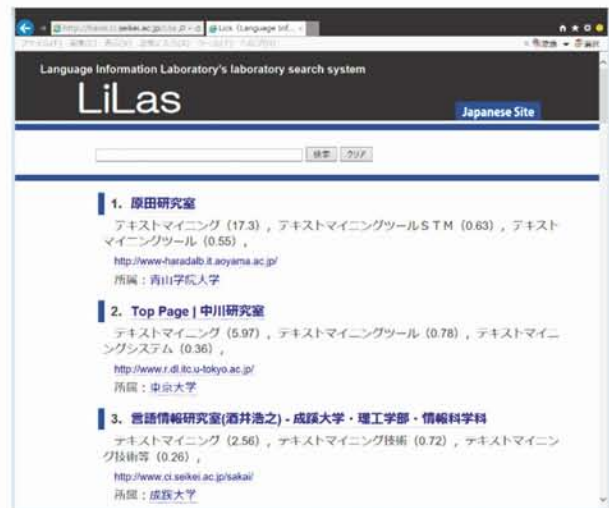 Lilas (Language Inf...
Language Information Laboratory's laboratory search system
LiLas
Japanese Site
検索 クリア
1. 原田研究室
テキストマイニング (17.3) , テキストマイニングツールSTM (0.63) , テキスト
マイニングツール (0.55) ,
http://www-haradalb.it.aoyama.ac.jp/
所属：青山学院大学
2. Top Page | 中川研究室
テキストマイニング (5.97) , テキストマイニングツール (0.78) , テキストマイニ
ングシステム (0.36) ,
http://www.r.dl.itc.u-tokyo.ac.jp/
所属：東京大学
3. 言語情報研究室(酒井浩之) - 成蹊大学・理工学部・情報科学科
テキストマイニング (2.56) , テキストマイニング技術 (0.72) , テキストマイニン
グ技術等 (0.26) ,
http://www.ci.seikei.ac.jp/sakai/
所属：成蹊大学